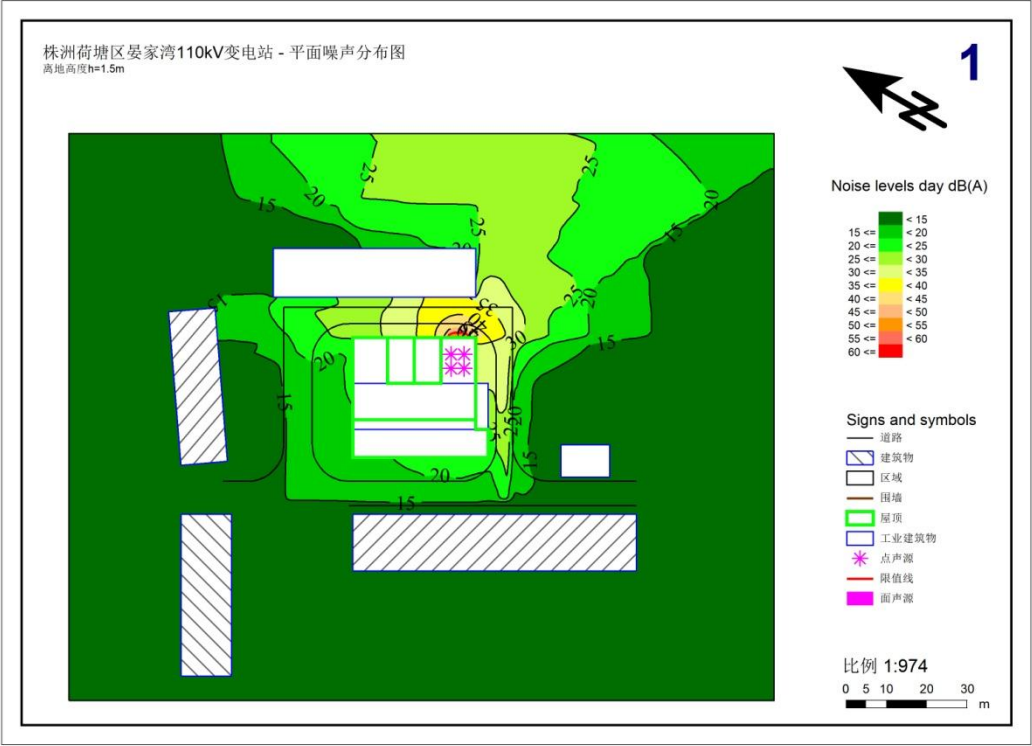 株洲荷塘区晏家湾110kV变电站 - 平面噪声分布图
离地高度h=1.5m
1
Noise levels day dB(A)
< 15
15 <= < 20
20 <= < 25
25 <= < 30
30 <= < 35
35 <= < 40
40 <= < 45
45 <= < 50
50 <= < 55
55 <= < 60
60 <=
Signs and symbols
道路
建筑物
区域
围墙
屋顶
工业建筑物
点声源
限值线
面声源
比例 1:974
0 5 10 20 30
m
25
25
20
20
15
25
15
20
25
20
15
35
40
30
15
20
15
25
20
15
20
15